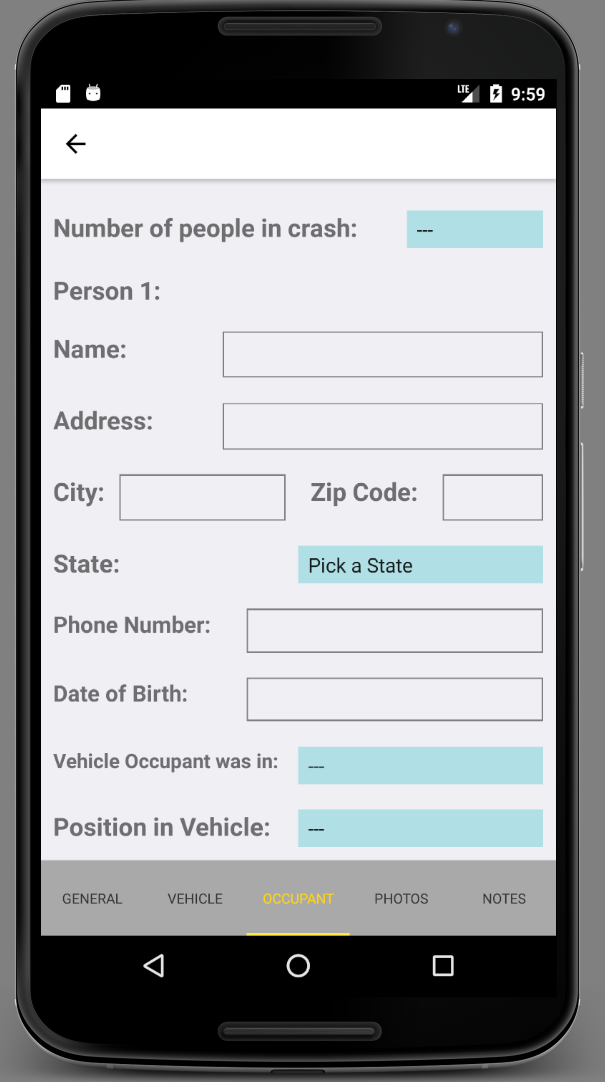 LTE 9:59
Number of people in crash: ---
Person 1:
Name:
Address:
City: Zip Code:
State: Pick a State
Phone Number:
Date of Birth:
Vehicle Occupant was in: ---
Position in Vehicle: ---
GENERAL VEHICLE OCCUPANT PHOTOS NOTES